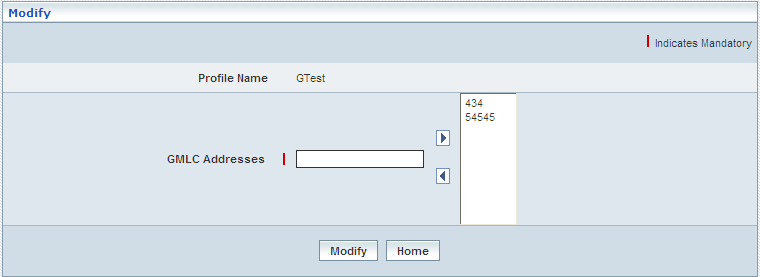 Modify
Indicates Mandatory
Profile Name GTest
434
54545
GMLC Addresses
Modify Home